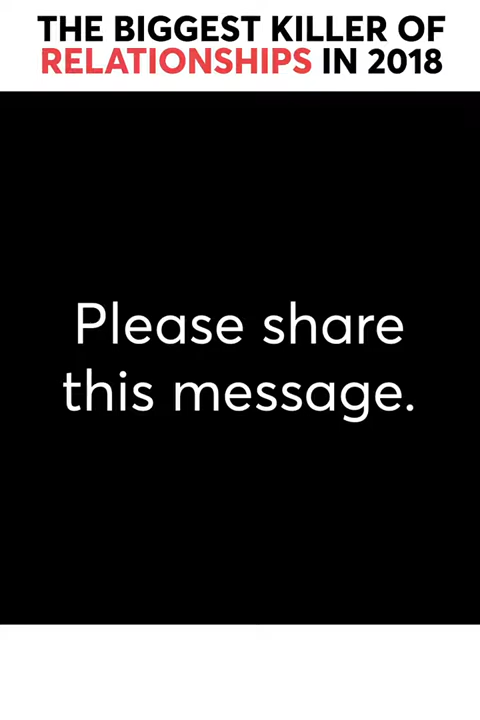 THE BIGGEST KILLER OF
RELATIONSHIPS IN 2018
Please share
this message.